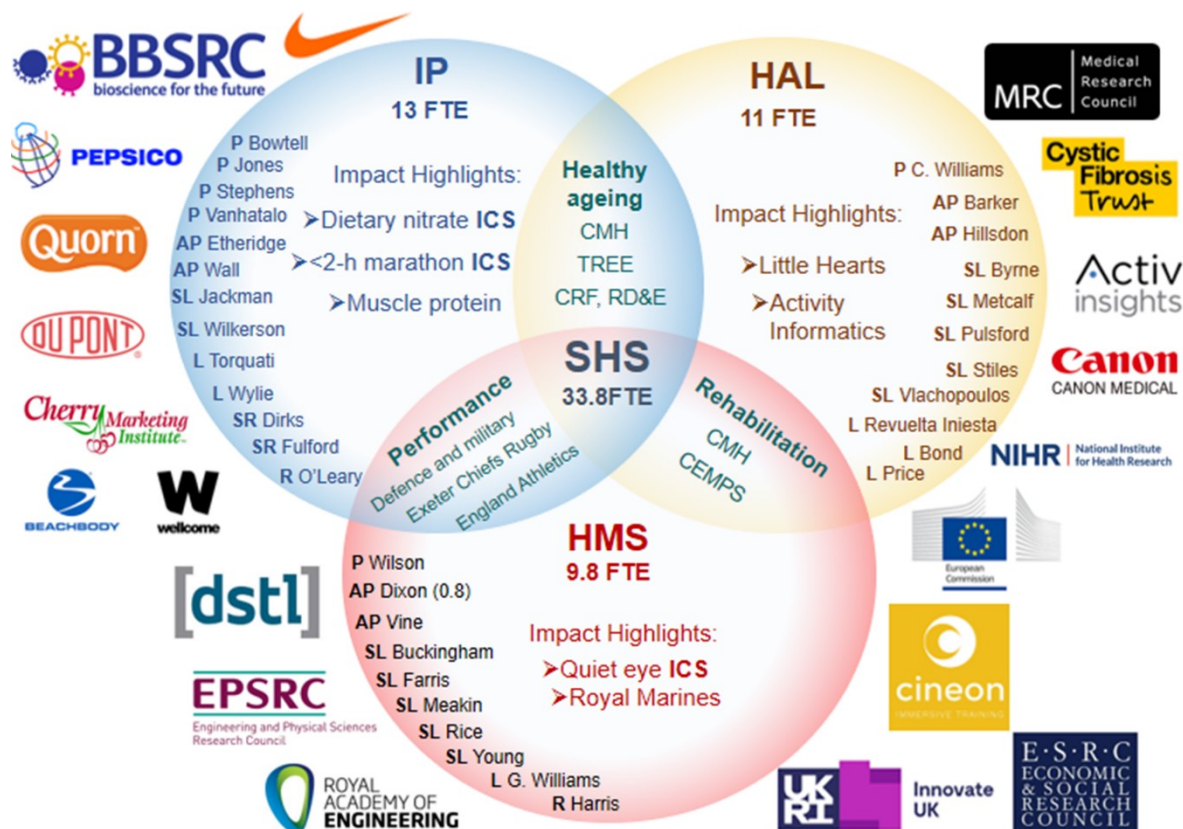 BBSRC
bioscience for the future
PEPSICO
Quorn™
DU PONT®
Cherry Marketing
Institute™
BEACHBODY
W
wellcome
[dstl]
EPSRC
Engineering and Physical Sciences
Research Council
ROYAL
ACADEMY OF
ENGINEERING
IP
13 FTE
P Bowtell
P Jones
P Stephens
P Vanhatalo
AP Etheridge
AP Wall
SL Jackman
SL Wilkerson
L Torquati
L Wylie
SR Dirks
SR Fulford
R O'Leary
Impact Highlights:
➢Dietary nitrate ICS
➢<2-h marathon ICS
➢Muscle protein
Healthy
ageing
CMH
TREE
CRF, RD&E
HAL
11 FTE
Impact Highlights:
➢Little Hearts
➢Activity
Informatics
P C. Williams
AP Barker
AP Hillsdon
SL Byrne
SL Metcalf
SL Pulsford
SL Stiles
SL Vlachopoulos
L Revuelta Iniesta
L Bond
L Price
SHS
33.8FTE
Performance
Defence and military
Exeter Chiefs Rugby
England Athletics
Rehabilitation
CMH
CEMPS
HMS
9.8 FTE
P Wilson
AP Dixon (0.8)
AP Vine
SL Buckingham
SL Farris
SL Meakin
SL Rice
SL Young
L G. Williams
R Harris
Impact Highlights:
➢Quiet eye ICS
➢Royal Marines
MRC
Medical
Research
Council
Cystic
Fibrosis
Trust
Activ
insights
Canon
CANON MEDICAL
NIHR
National Institute
for Health Research
European
Commission
cineon
IMMERSIVE TRAINING
UK
RI
Innovate
UK
E·S·R·C
ECONOMIC
& SOCIAL
RESEARCH
COUNCIL